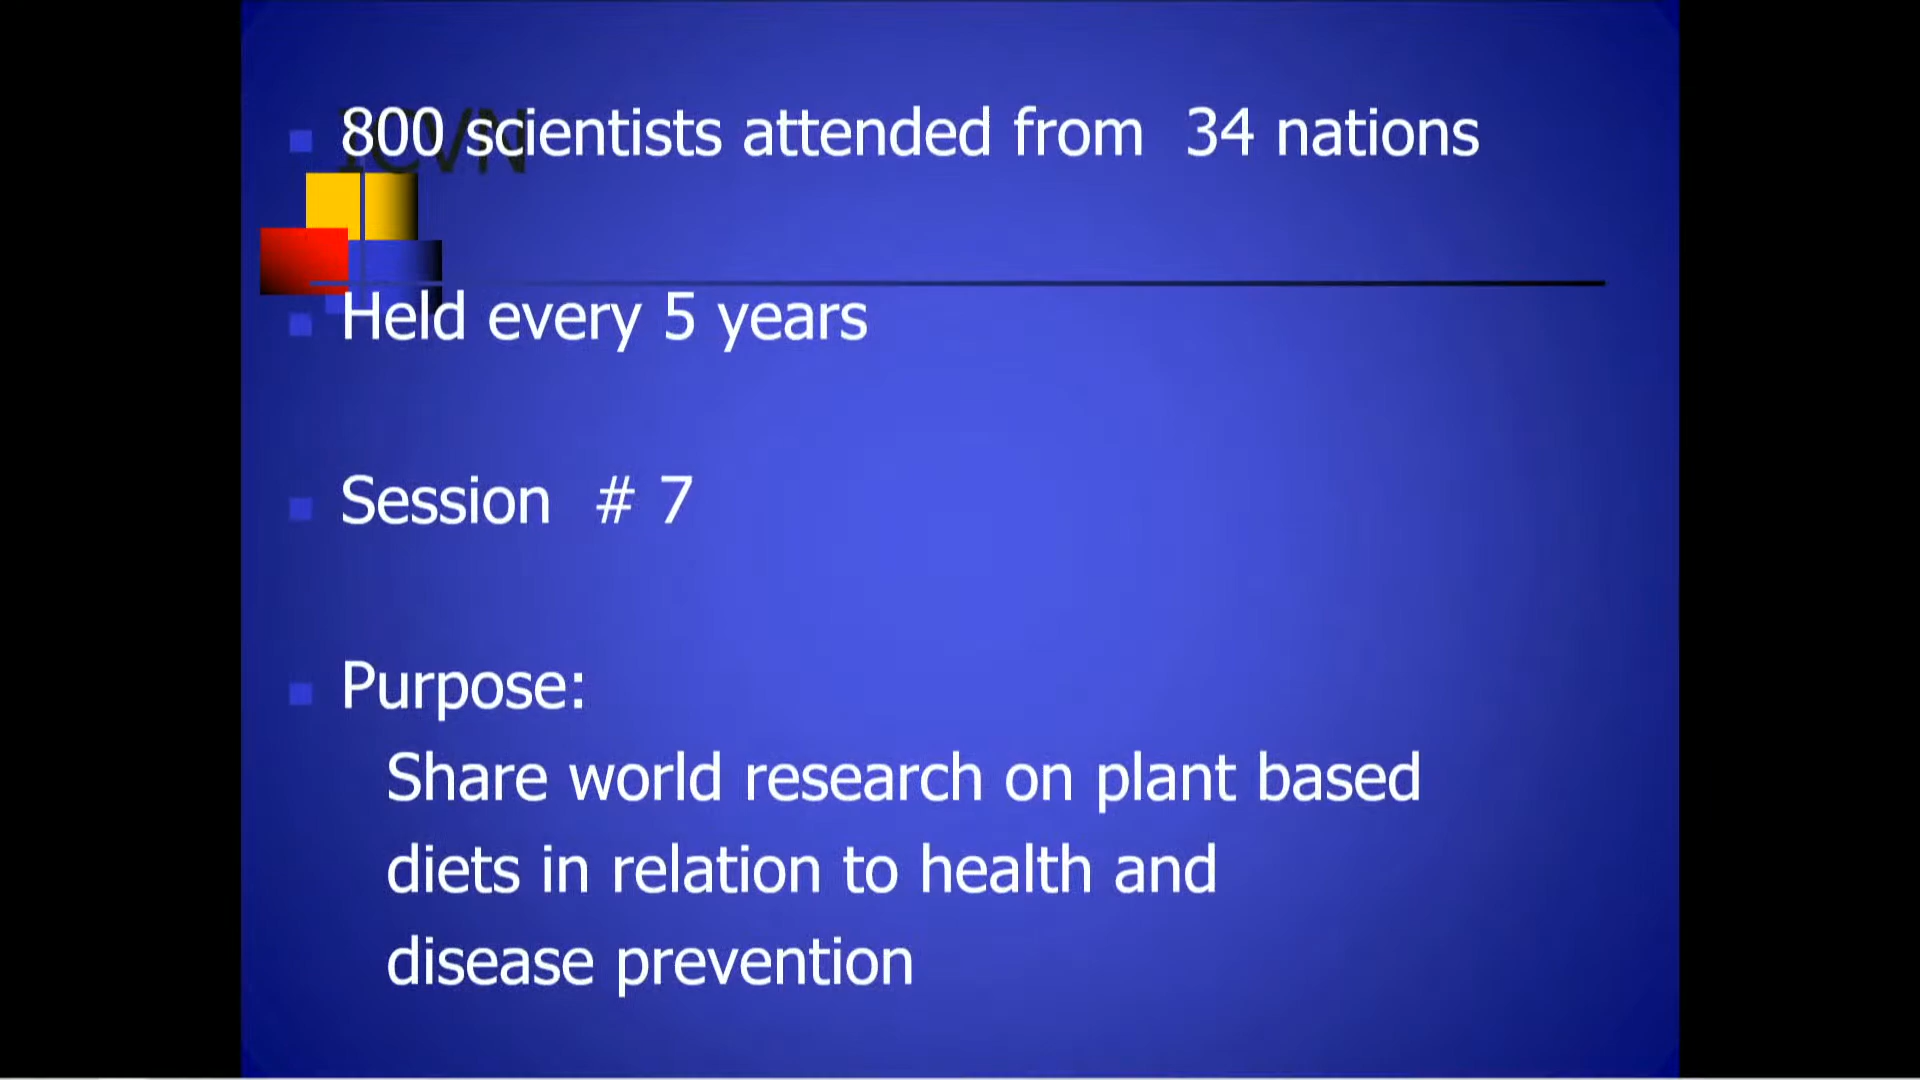 ICVN
800 scientists attended from 34 nations
Held every 5 years
Session # 7
Purpose:
Share world research on plant based
diets in relation to health and
disease prevention